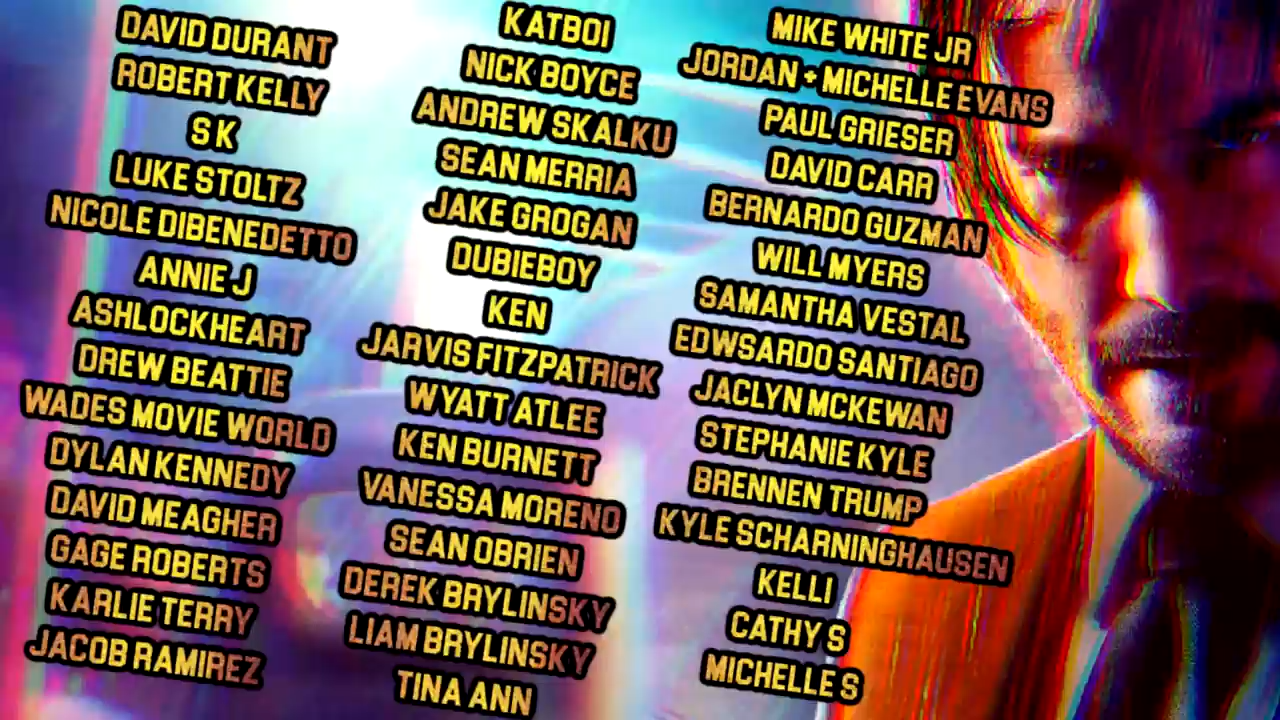 DAVID DURANT
ROBERT KELLY
S K
LUKE STOLTZ
NICOLE DIBENEDETTO
ANNIE J
ASHLOCKHEART
DREW BEATTIE
WADES MOVIE WORLD
DYLAN KENNEDY
DAVID MEAGHER
GAGE ROBERTS
KARLIE TERRY
JACOB RAMIREZ
KATBOI
NICK BOYCE
ANDREW SKALKU
SEAN MERRIA
JAKE GROGAN
DUBIEBOY
KEN
JARVIS FITZPATRICK
WYATT ATLEE
KEN BURNETT
VANESSA MORENO
SEAN OBRIEN
DEREK BRYLINSKY
LIAM BRYLINSKY
TINA ANN
MIKE WHITE JR
JORDAN + MICHELLE EVANS
PAUL GRIESER
DAVID CARR
BERNARDO GUZMAN
WILL MYERS
SAMANTHA VESTAL
EDWSARDO SANTIAGO
JACLYN MCKEWAN
STEPHANIE KYLE
BRENNEN TRUMP
KYLE SCHARNINGHAUSEN
KELLI
CATHY S
MICHELLE S